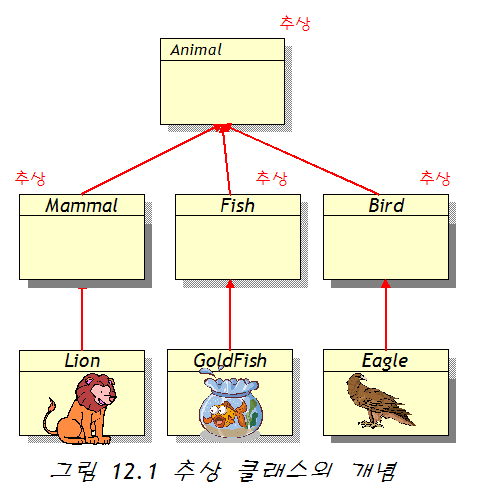 추상
Animal
추상
추상
추상
Mammal
Fish
Bird
Lion
GoldFish
Eagle
그림 12.1 추상 클래스의 개념